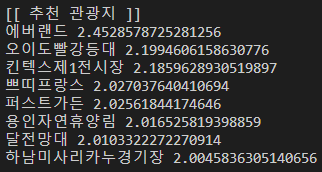 [[ 추천 관광지 ]]
에버랜드 2.4528578725281256
오이도빨강등대 2.1994606158630776
킨텍스제1전시장 2.1859628930519897
쁘띠프랑스 2.027037640410694
퍼스트가든 2.02561844174646
용인자연휴양림 2.016525819398859
달전망대 2.0103322272270914
하남미사리카누경기장 2.0045836305140656